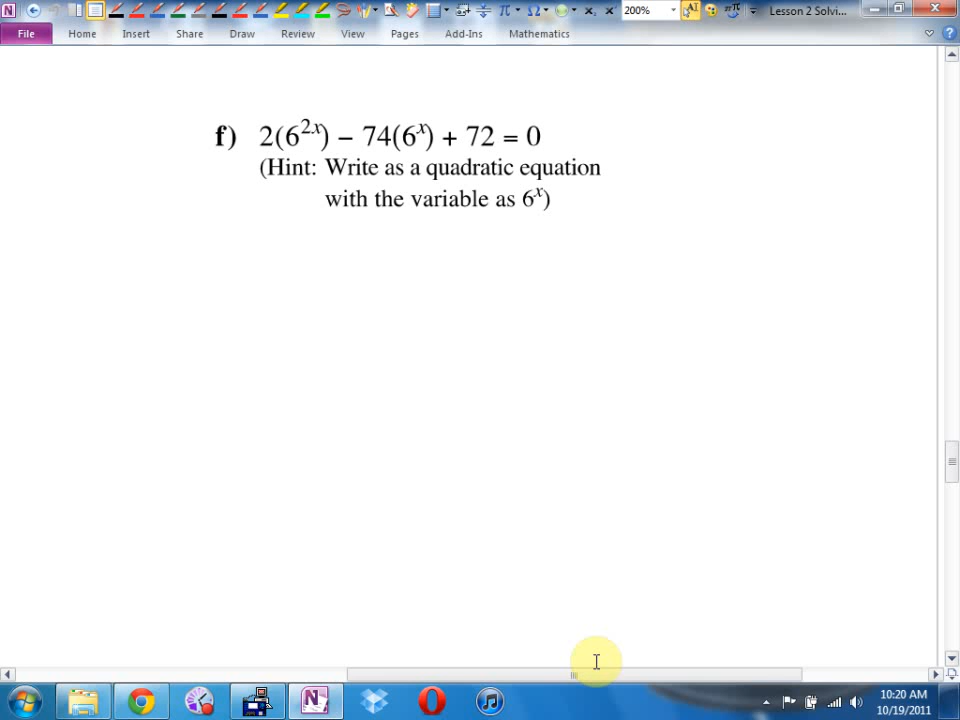 200%
Lesson 2 Solvi...
File Home Insert Share Draw Review View Pages Add-Ins Mathematics
f) 2(6^{2x}) − 74(6^x) + 72 = 0
(Hint: Write as a quadratic equation
with the variable as 6^x)
10:20 AM
10/19/2011